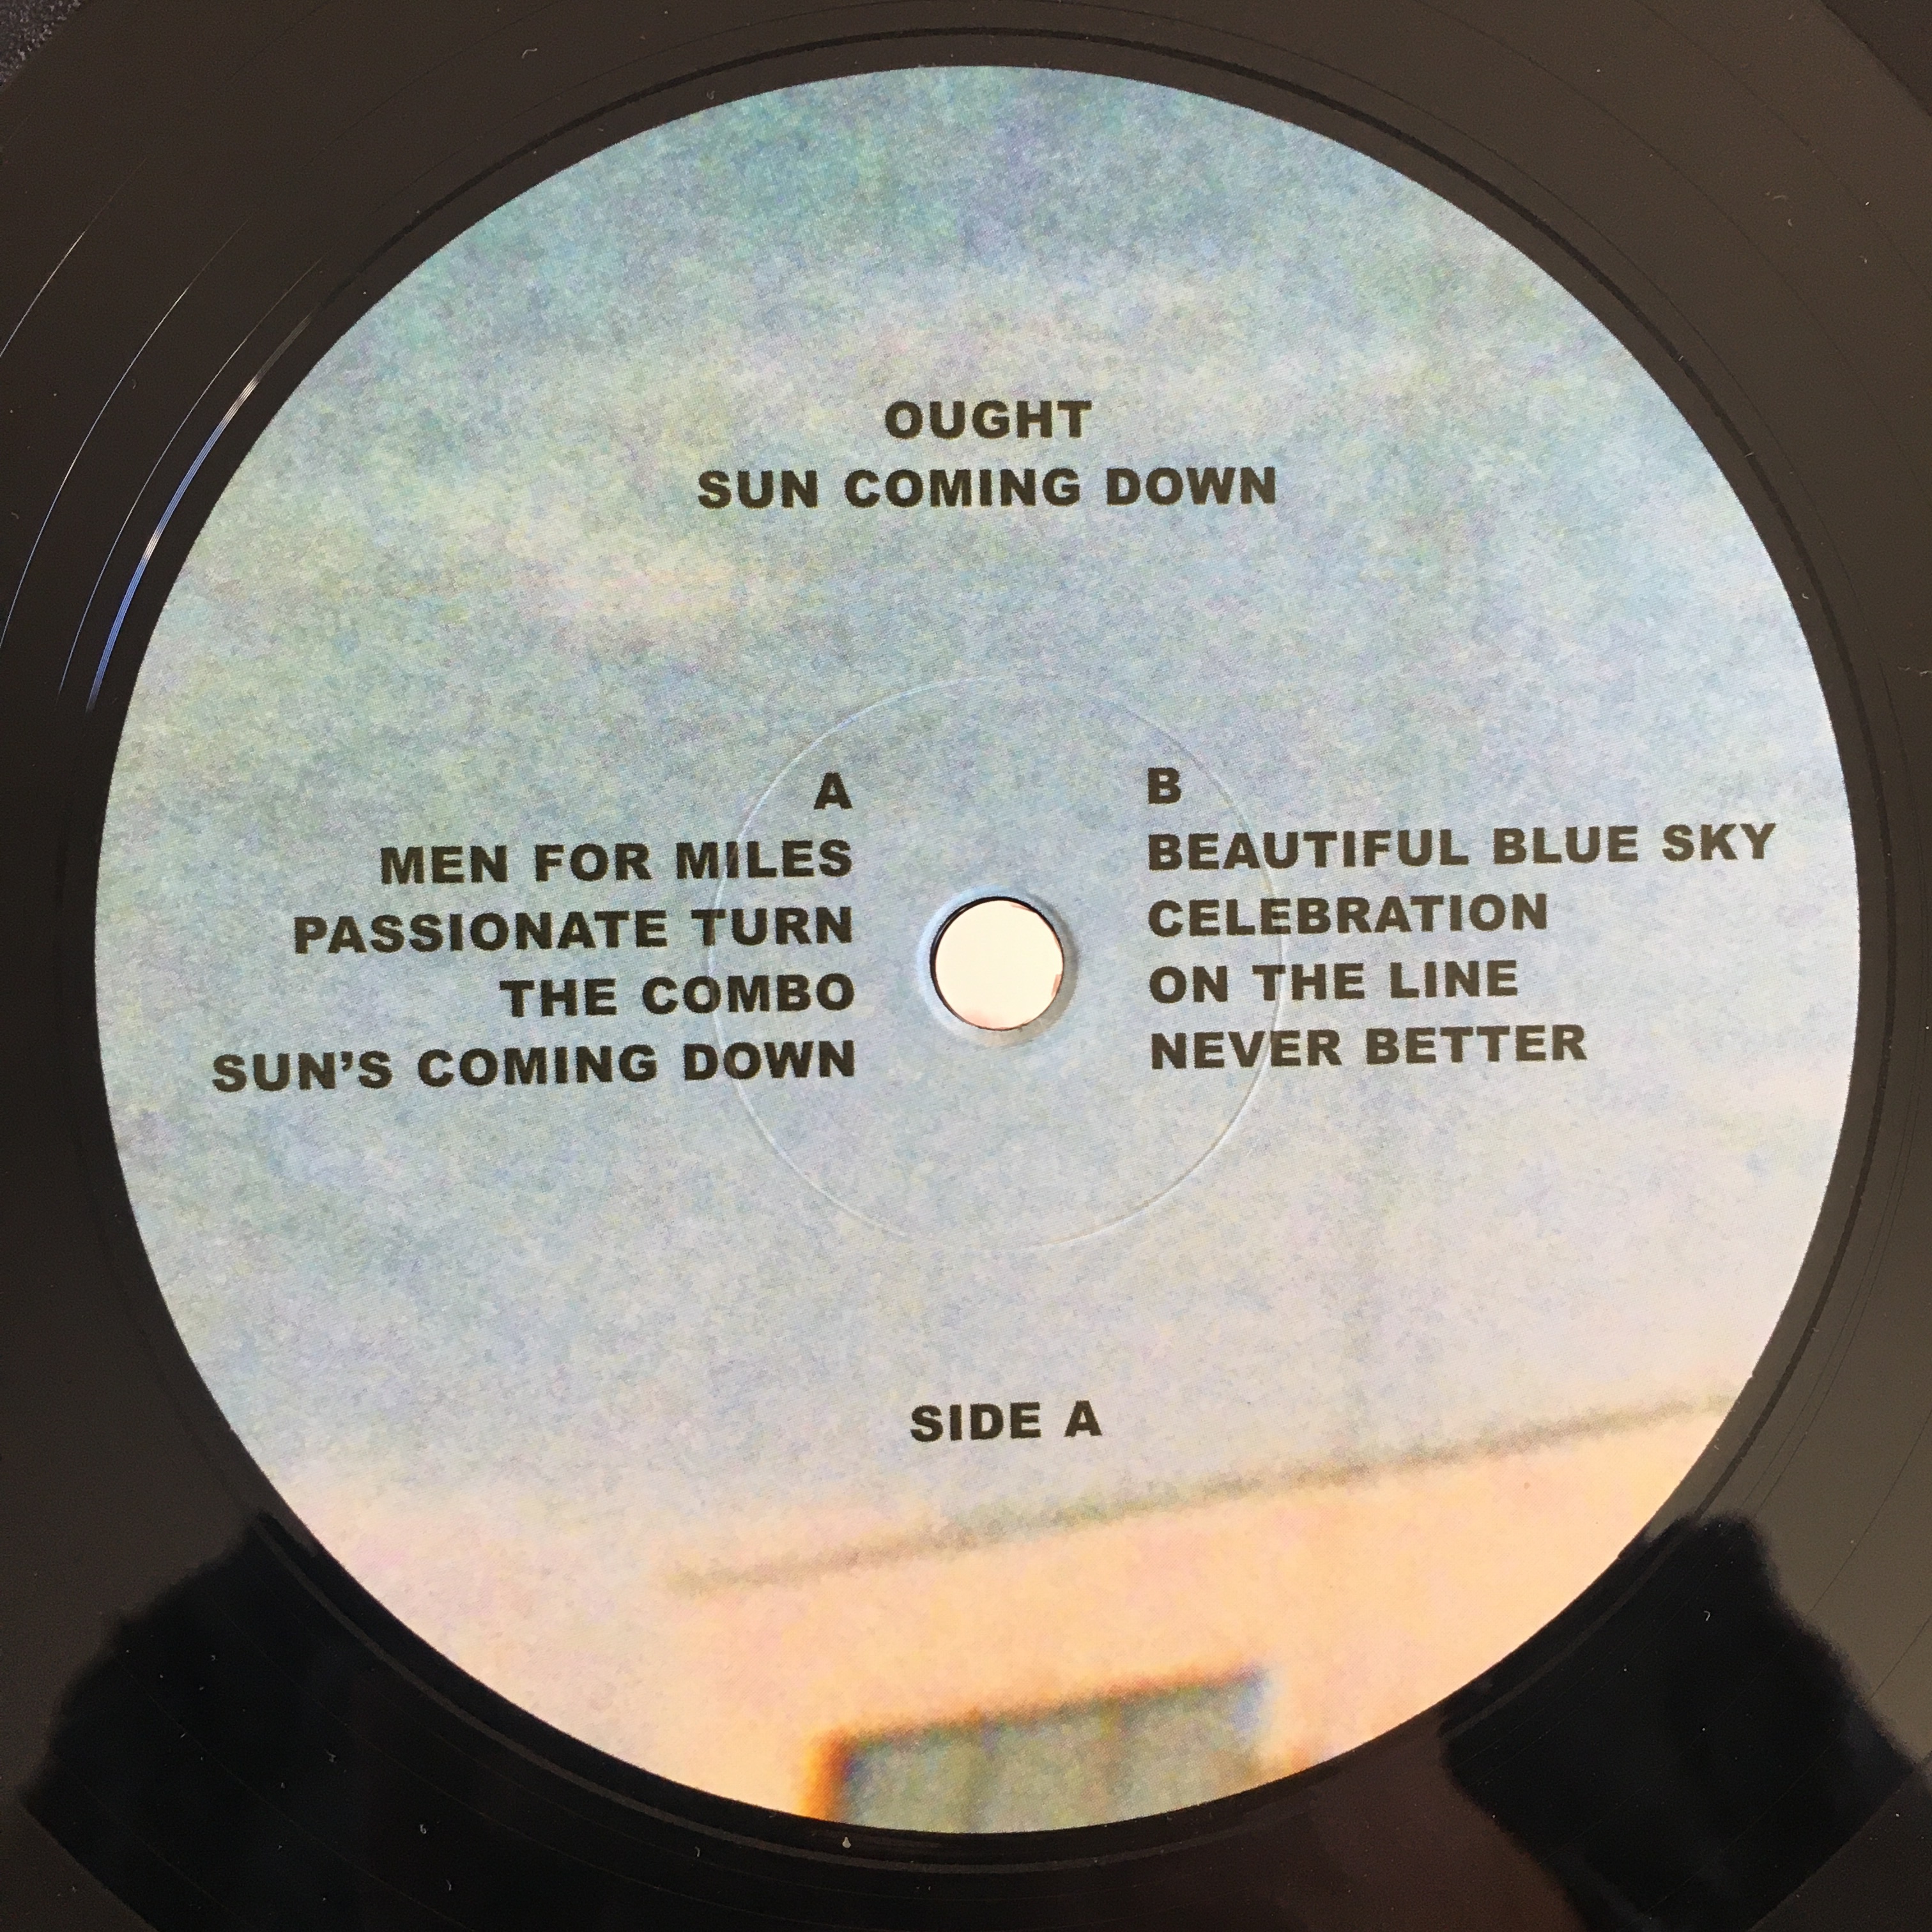 OUGHT
SUN COMING DOWN
A
MEN FOR MILES
PASSIONATE TURN
THE COMBO
SUN'S COMING DOWN
B
BEAUTIFUL BLUE SKY
CELEBRATION
ON THE LINE
NEVER BETTER
SIDE A